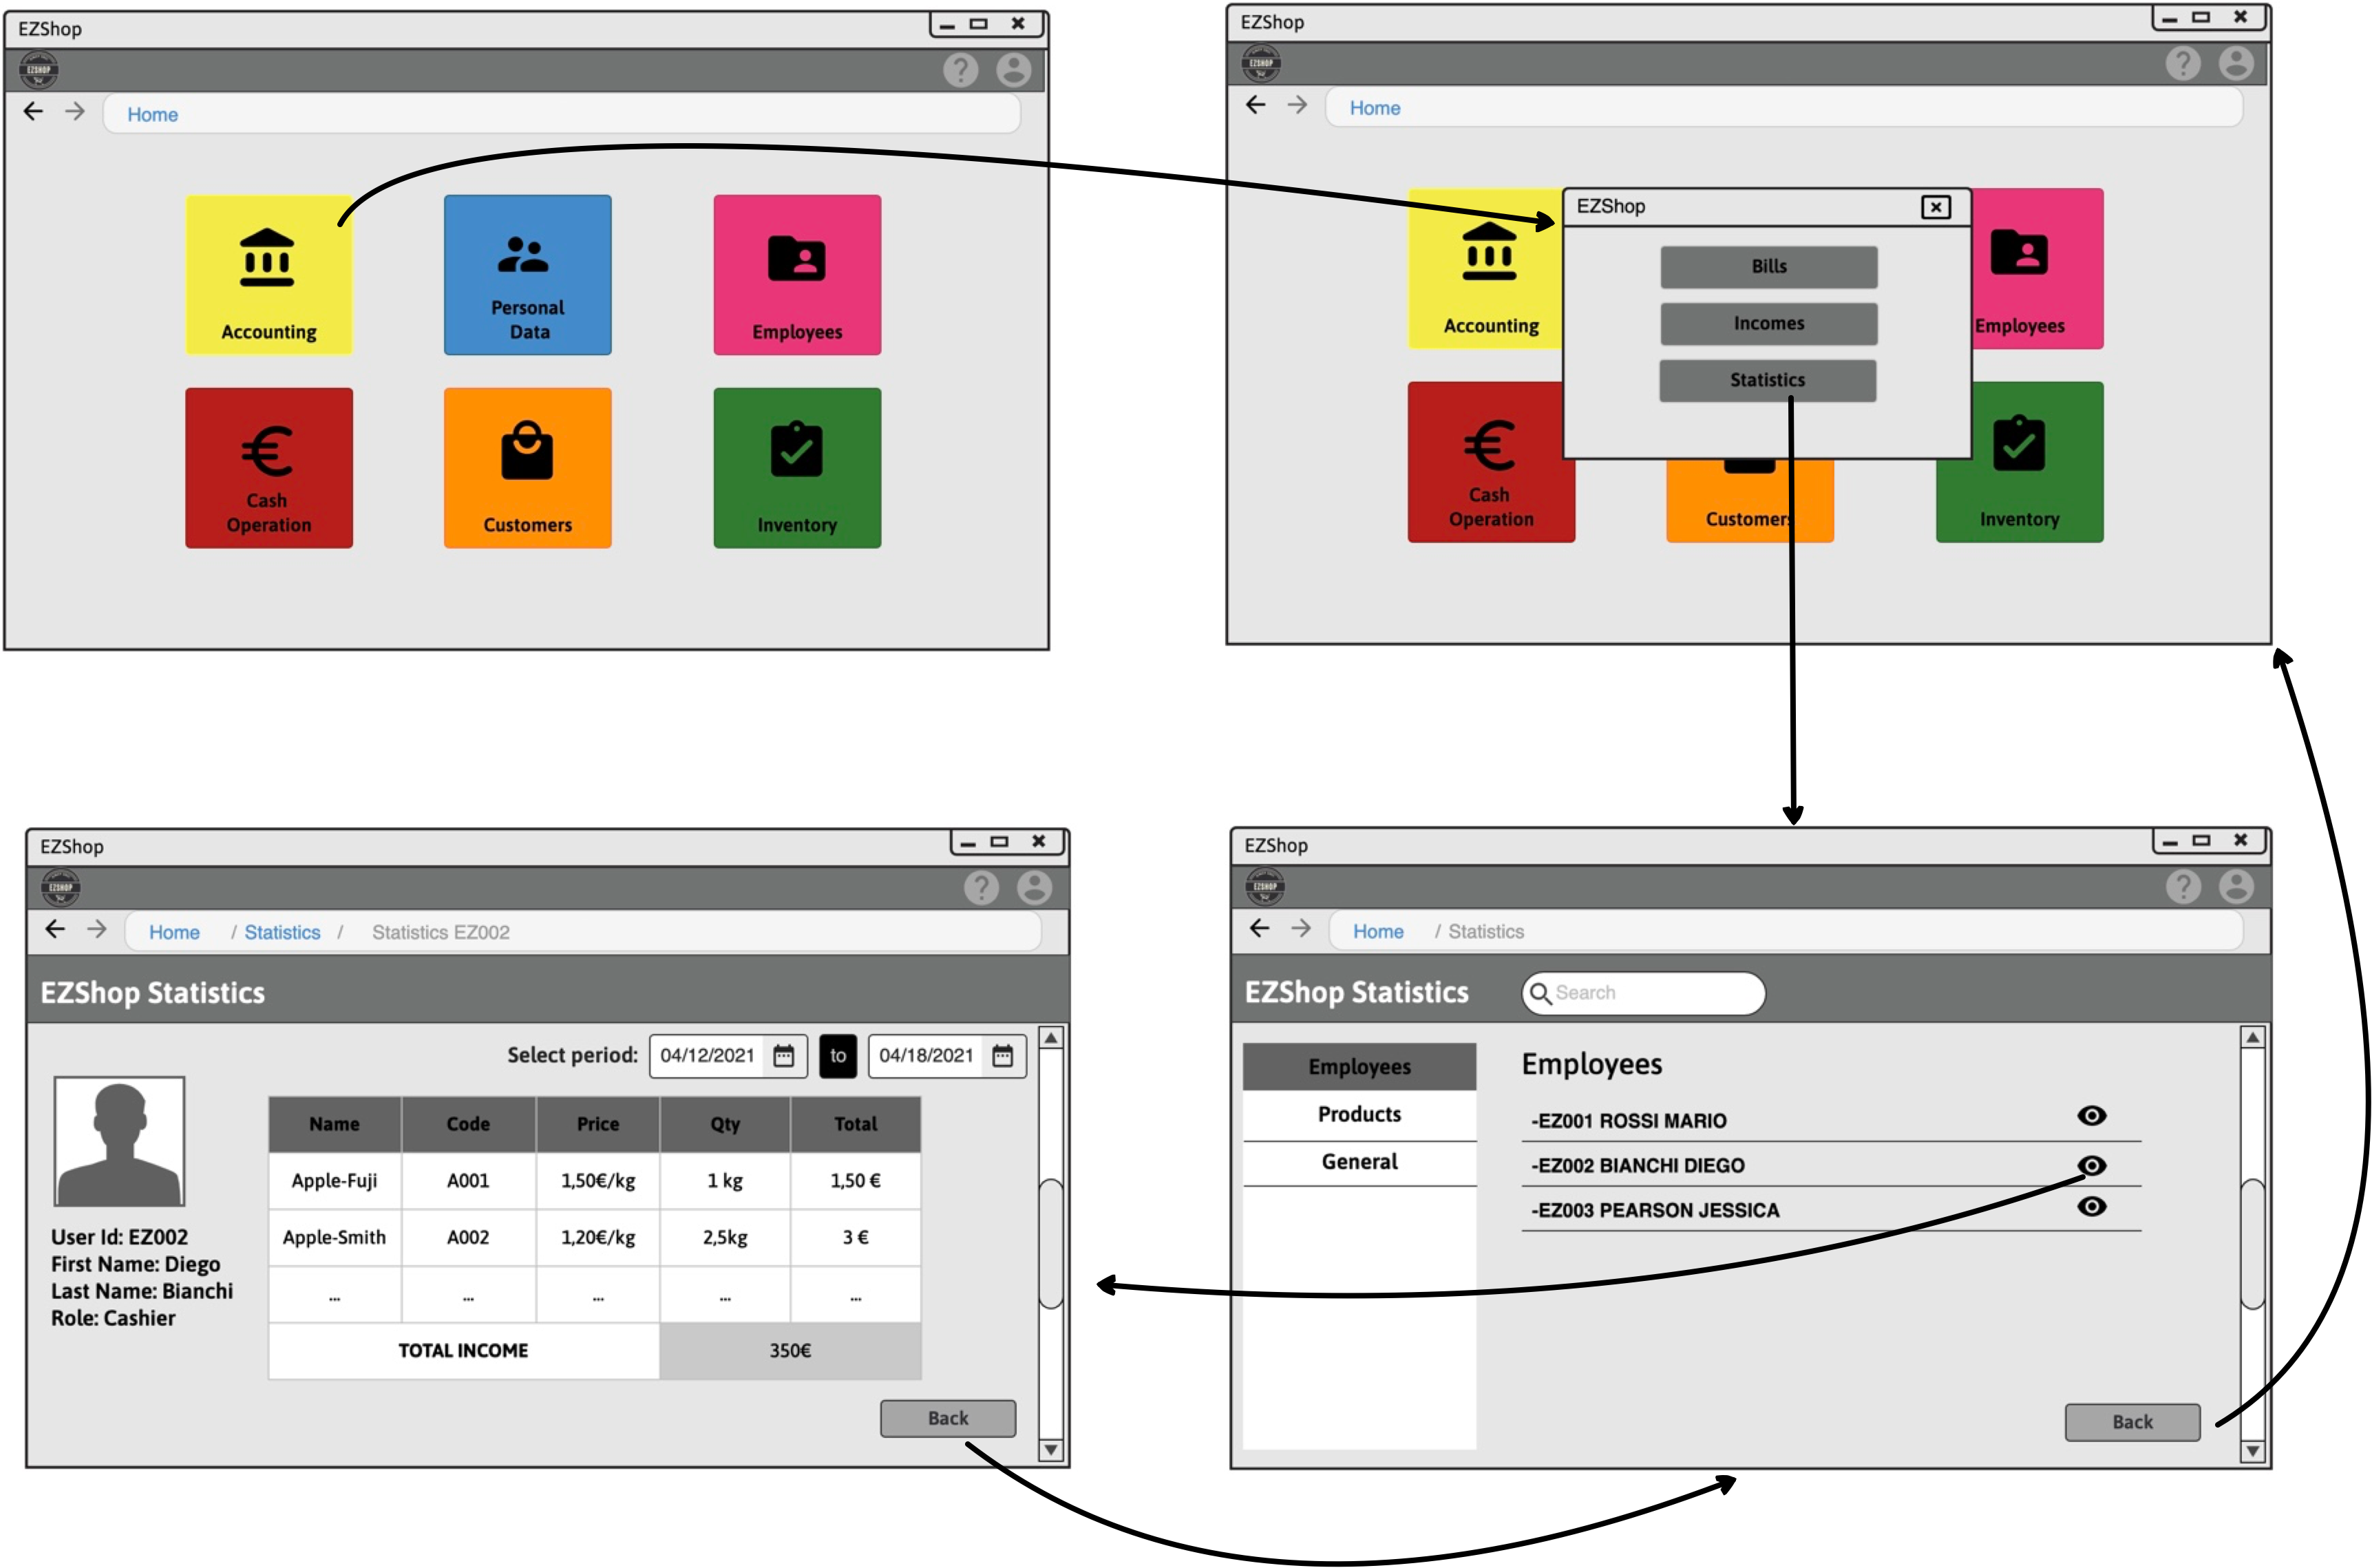 EZShop
EZSHOP
?
Home
Accounting
Personal
Data
Employees
€
Cash
Operation
Customers
Inventory
EZShop
EZSHOP
?
Home
EZShop
Bills
Incomes
Statistics
Accounting
Employees
€
Cash
Operation
Customers
Inventory
EZShop
EZSHOP
?
Home / Statistics / Statistics EZ002
EZShop Statistics
Select period: 04/12/2021 to 04/18/2021
User Id: EZ002
First Name: Diego
Last Name: Bianchi
Role: Cashier
Name Code Price Qty Total
Apple-Fuji A001 1,50€/kg 1 kg 1,50 €
Apple-Smith A002 1,20€/kg 2,5kg 3 €
... ... ... ... ...
TOTAL INCOME 350€
Back
EZShop
EZSHOP
?
Home / Statistics
EZShop Statistics Search
Employees
Products
General
Employees
-EZ001 ROSSI MARIO
-EZ002 BIANCHI DIEGO
-EZ003 PEARSON JESSICA
Back